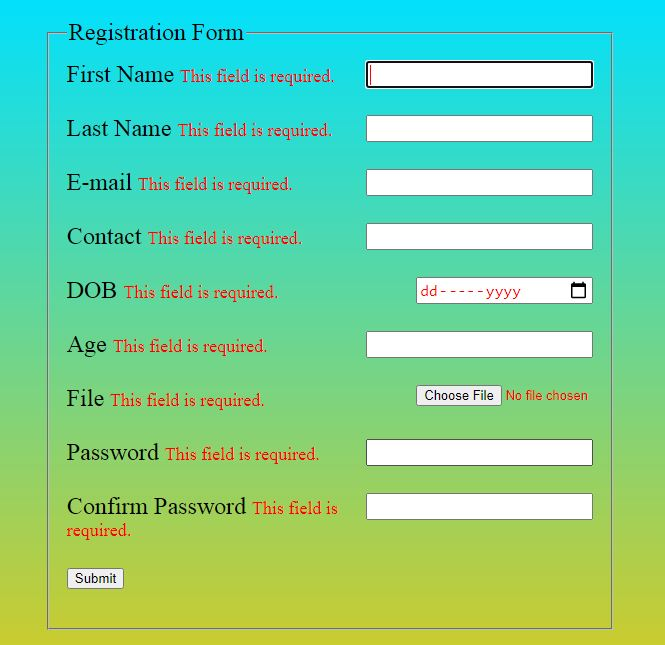 Registration Form
First Name This field is required.
Last Name This field is required.
E-mail This field is required.
Contact This field is required.
DOB This field is required. dd-----yyyy
Age This field is required.
File This field is required. Choose File No file chosen
Password This field is required.
Confirm Password This field is
required.
Submit